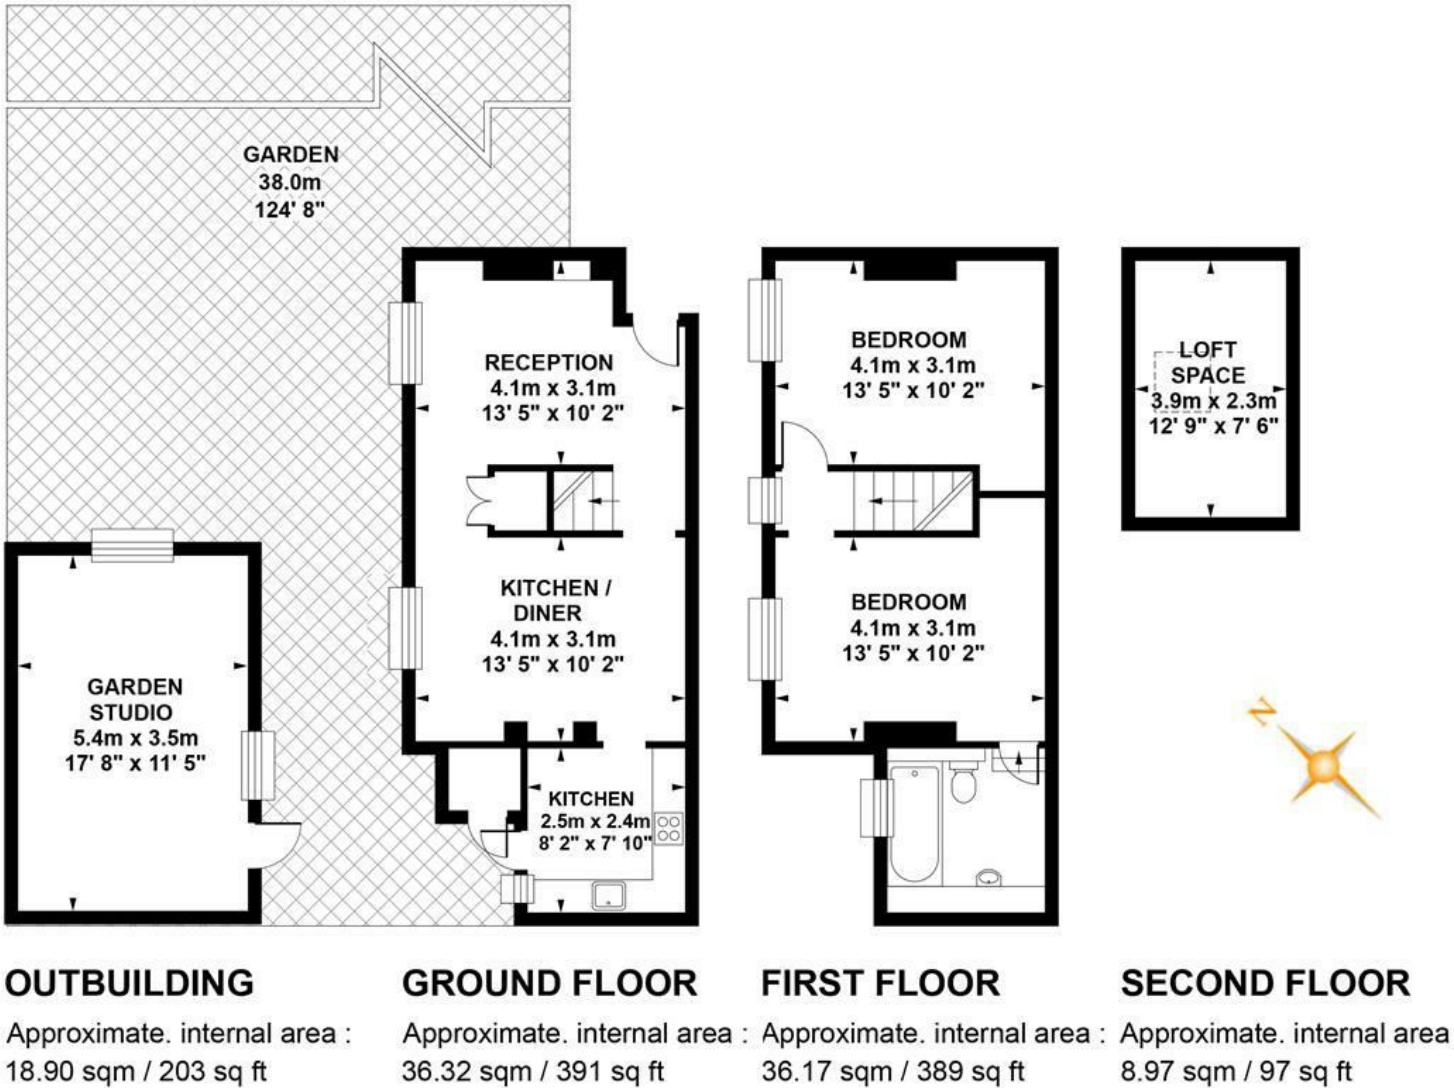 GARDEN
38.0m
124' 8"
RECEPTION
4.1m x 3.1m
13' 5" x 10' 2"
KITCHEN /
DINER
4.1m x 3.1m
13' 5" x 10' 2"
KITCHEN
2.5m x 2.4m
8' 2" x 7' 10"
GARDEN
STUDIO
5.4m x 3.5m
17' 8" x 11' 5"
BEDROOM
4.1m x 3.1m
13' 5" x 10' 2"
BEDROOM
4.1m x 3.1m
13' 5" x 10' 2"
LOFT
SPACE
3.9m x 2.3m
12' 9" x 7' 6"
N
OUTBUILDING
Approximate. internal area :
18.90 sqm / 203 sq ft
GROUND FLOOR
Approximate. internal area :
36.32 sqm / 391 sq ft
FIRST FLOOR
Approximate. internal area :
36.17 sqm / 389 sq ft
SECOND FLOOR
Approximate. internal area
8.97 sqm / 97 sq ft